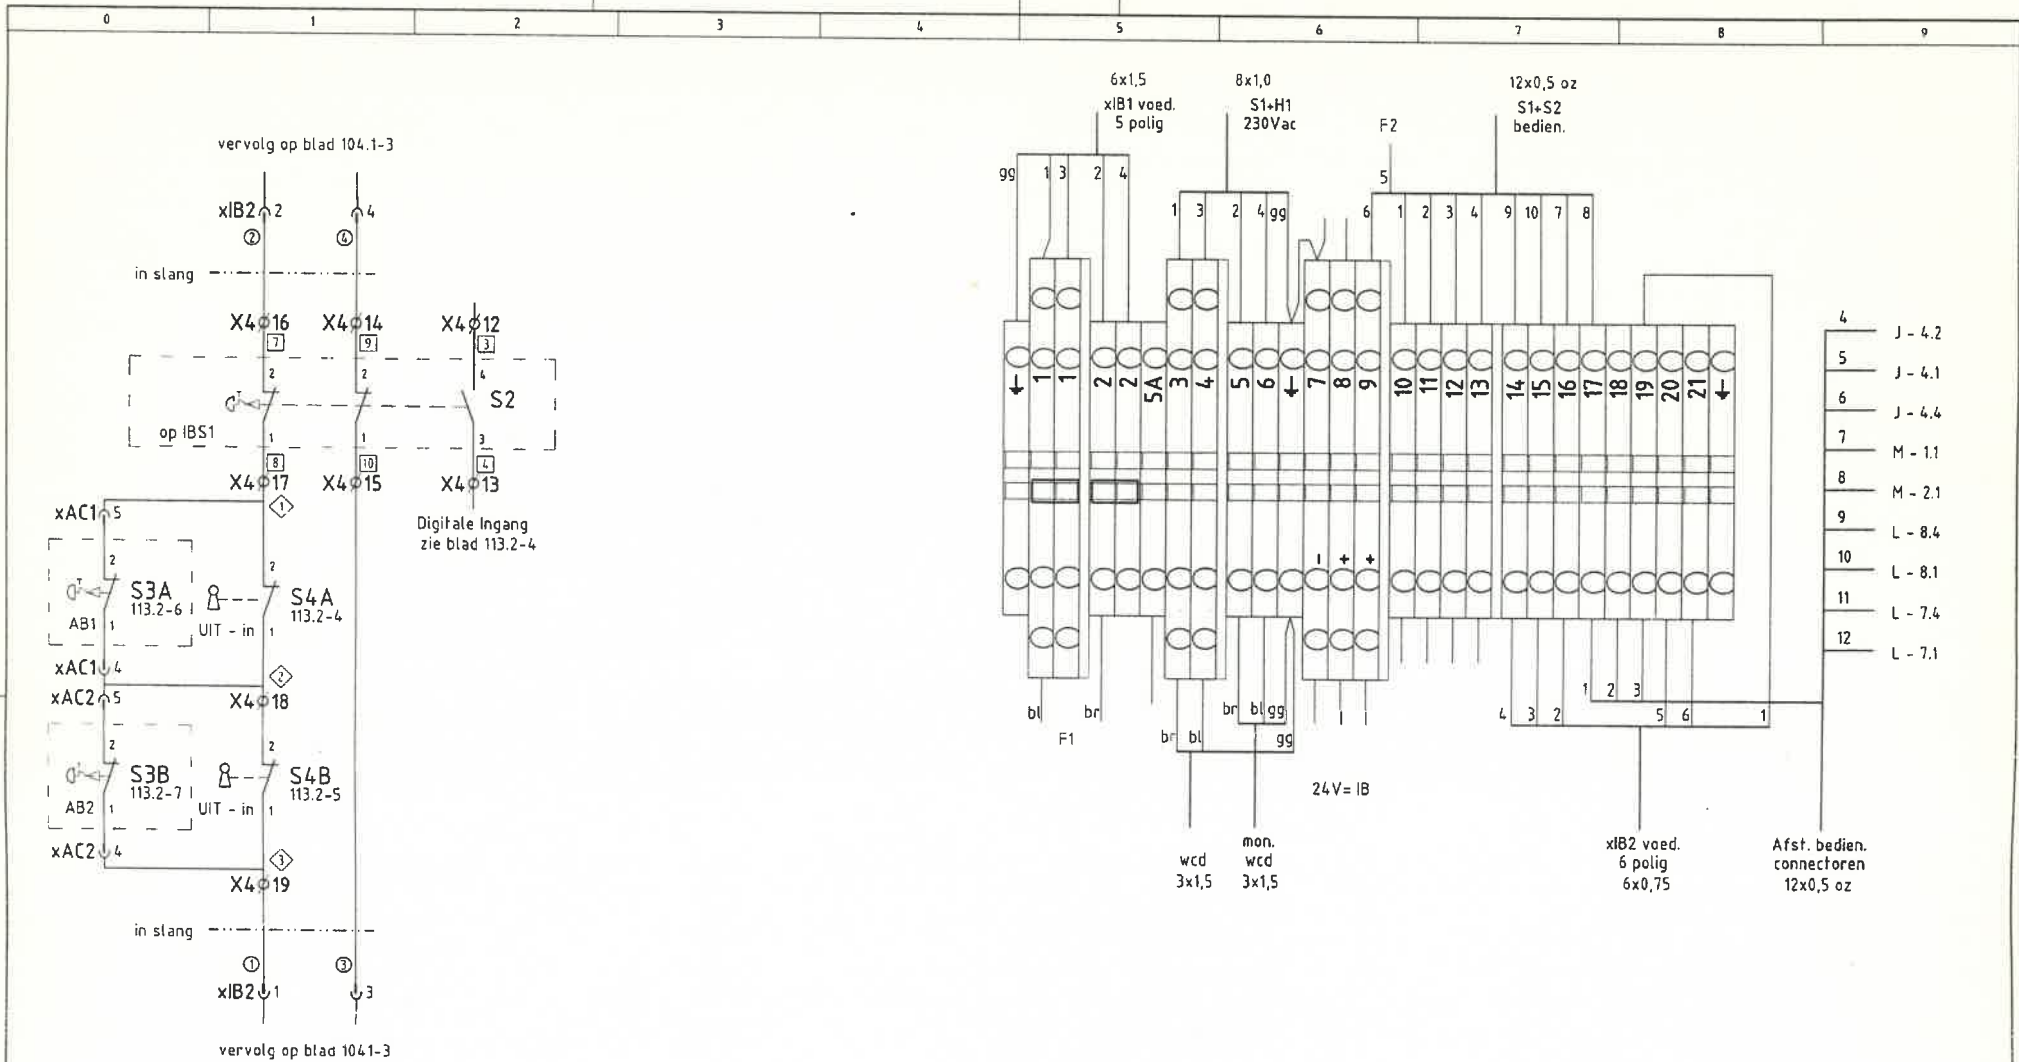 0 1 2 3 4 5 6 7 8 9
vervolg op blad 104.1-3
xIB2 2 4
2 4
in slang
X4 16 X4 14 X4 12
7 9 3
2 2 4
S2
op IBS1
1 1 3
8 10 4
X4 17 X4 15 X4 13
1
Digitale Ingang
zie blad 113.2-4
xAC1 5
2 2
S3A S4A
113.2-6 113.2-4
AB1 1 UIT - in 1
xAC1 4
2
xAC2 5 X4 18
2 2
S3B S4B
113.2-7 113.2-5
AB2 1 UIT - in 1
xAC2 4
3
X4 19
in slang
1 3
xIB2 1 3
vervolg op blad 1041-3
6x1,5
xIB1 voed.
5 polig
8x1,0
S1+H1
230Vac
F2
12x0,5 oz
S1+S2
bedien.
gg 1 3 2 4
5
1 3 2 4 gg 6 1 2 3 4 9 10 7 8
1 1 2 2 5A 3 4 5 6 7 8 9 10 11 12 13 14 15 16 17 18 19 20 21
- + +
bl br
F1
br bl gg
br bl gg
24V= IB
wcd
3x1,5
mon.
wcd
3x1,5
1 2 3
4 3 2 5 6 1
xIB2 voed.
6 polig
6x0,75
Afst. bedien.
connectoren
12x0,5 oz
4 J - 4.2
5 J - 4.1
6 J - 4.4
7 M - 1.1
8 M - 2.1
9 L - 8.4
10 L - 8.1
11 L - 7.4
12 L - 7.1